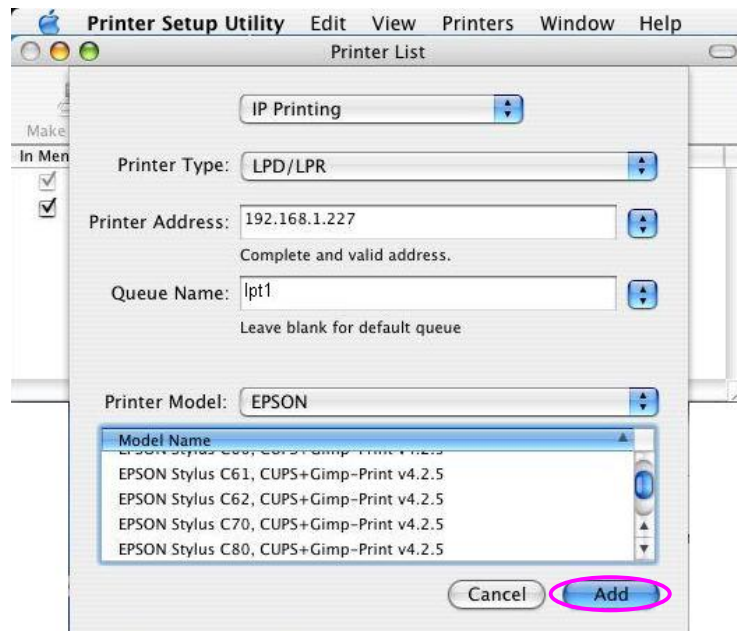 Printer Setup Utility Edit View Printers Window Help
Printer List
IP Printing
Make
In Men
Printer Type: LPD/LPR
Printer Address: 192.168.1.227
Complete and valid address.
Queue Name: lpt1
Leave blank for default queue
Printer Model: EPSON
Model Name
EPSON Stylus C61, CUPS+Gimp-Print v4.2.5
EPSON Stylus C62, CUPS+Gimp-Print v4.2.5
EPSON Stylus C70, CUPS+Gimp-Print v4.2.5
EPSON Stylus C80, CUPS+Gimp-Print v4.2.5
Cancel Add